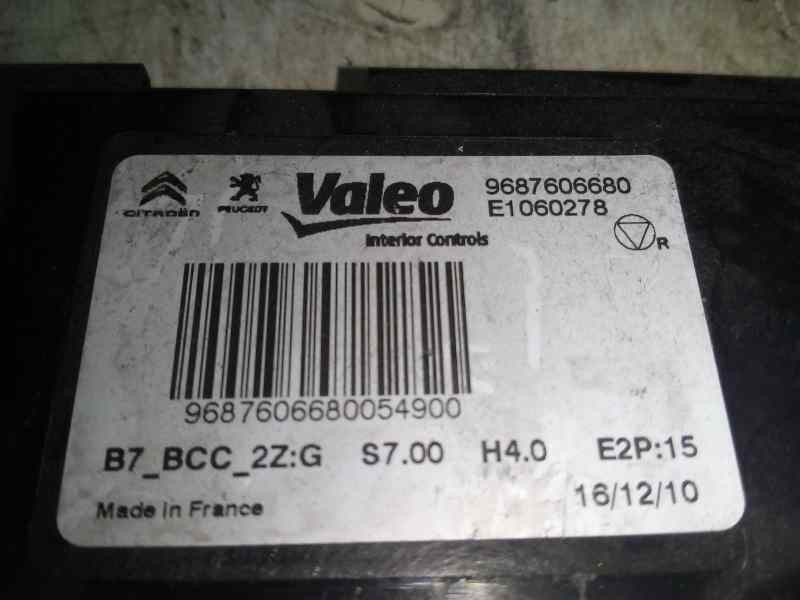 CITROËN PEUGEOT Valeo 9687606680
E1060278
Interior Controls R
9687606680054900
B7_BCC_2Z:G S7.00 H4.0 E2P:15
16/12/10
Made in France